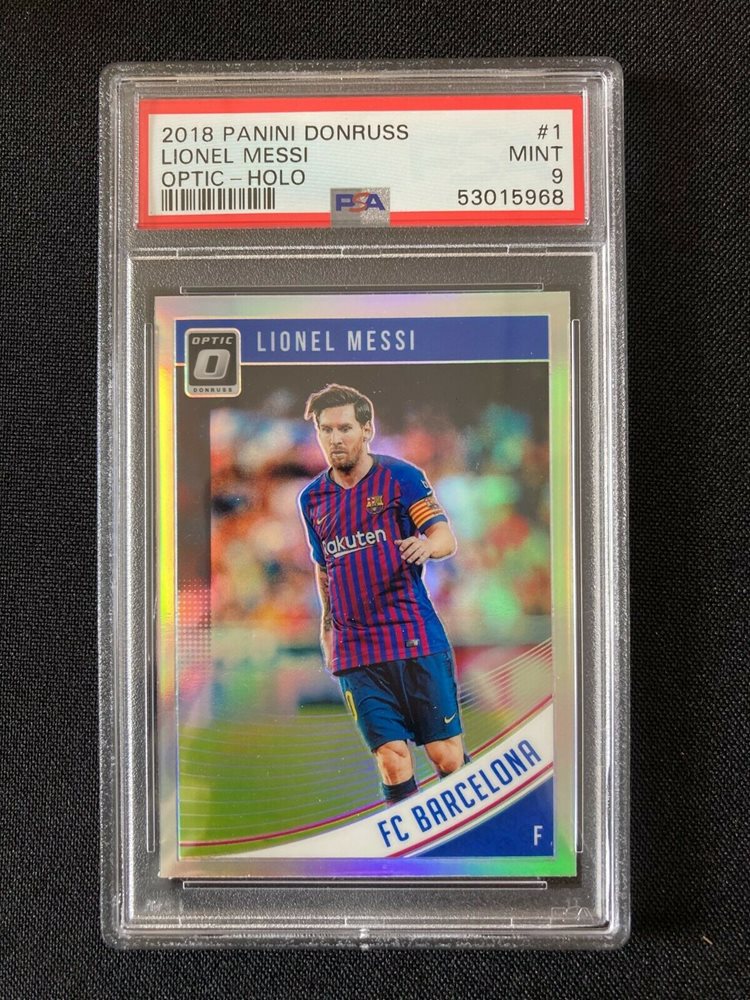 2018 PANINI DONRUSS #1
LIONEL MESSI MINT
OPTIC – HOLO 9
PSA 53015968
OPTIC
O
DONRUSS
LIONEL MESSI
Rakuten
FC BARCELONA
F